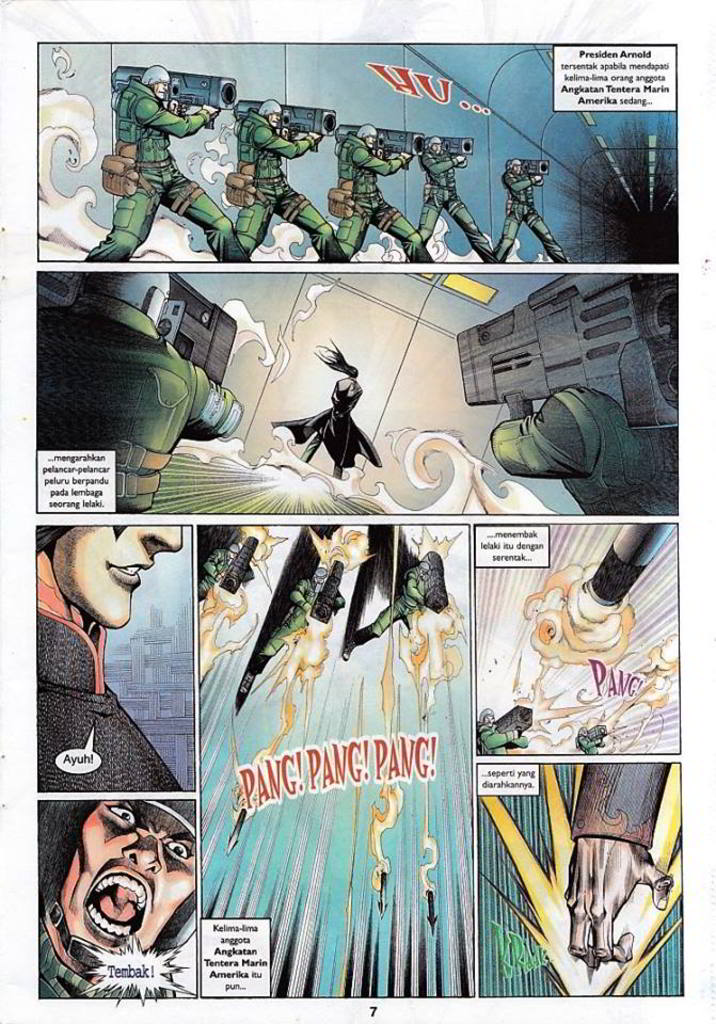 HU...
Presiden Arnold
tersentak apabila mendapati
kelima-lima orang anggota
Angkatan Tentera Marin
Amerika sedang...
...mengarahkan
pelancar-pelancar
peluru berpandu
pada lembaga
seorang lelaki.
Ayuh!
Tembak!
PANG! PANG! PANG!
Kelima-lima
anggota
Angkatan
Tentera Marin
Amerika itu
pun...
...menembak
lelaki itu dengan
serentak...
PANG!
...seperti yang
diarahkannya.
7